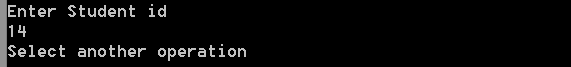 Enter Student id
14
Select another operation